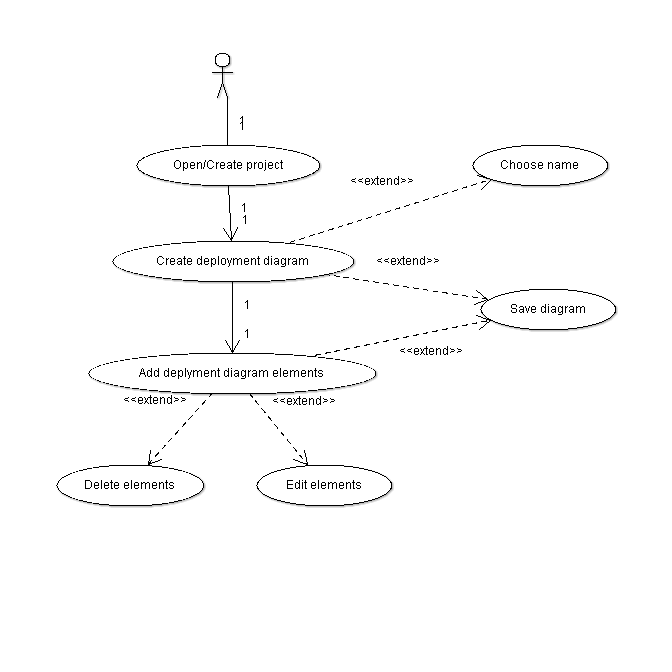 1
1
Open/Create project
Choose name
<<extend>>
1
1
Create deployment diagram
<<extend>>
1
Save diagram
1
<<extend>>
Add deplyment diagram elements
<<extend>>
<<extend>>
Delete elements
Edit elements